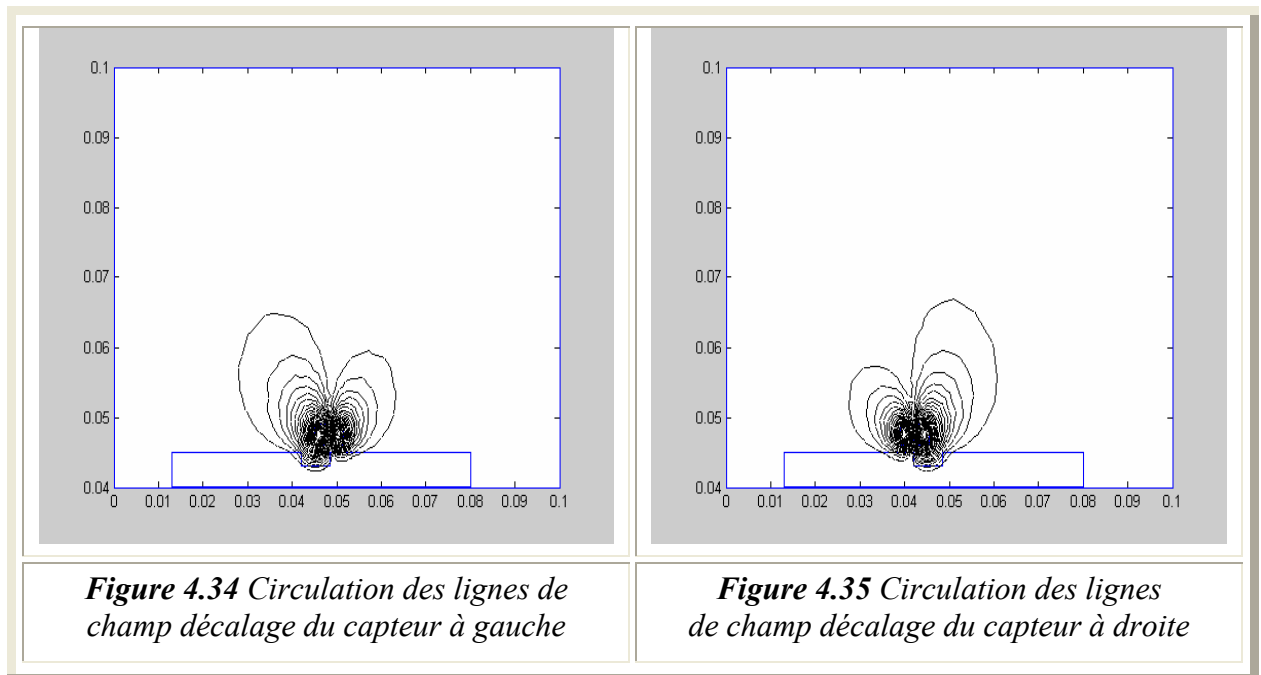 0.1
0.09
0.08
0.07
0.06
0.05
0.04
0 0.01 0.02 0.03 0.04 0.05 0.06 0.07 0.08 0.09 0.1
0.1
0.09
0.08
0.07
0.06
0.05
0.04
0 0.01 0.02 0.03 0.04 0.05 0.06 0.07 0.08 0.09 0.1
Figure 4.34 Circulation des lignes de
champ décalage du capteur à gauche
Figure 4.35 Circulation des lignes
de champ décalage du capteur à droite